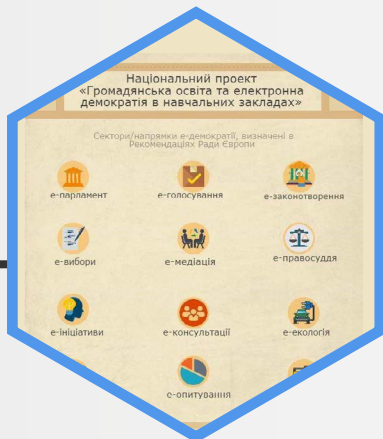 Національний проект
«Громадянська освіта та електронна
демократія в навчальних закладах»
Сектори/напрямки е-демократії, визначені в
Рекомендаціях Ради Європи
е-парламент
е-голосування
е-законотворення
е-вибори
е-медіація
е-правосуддя
е-ініціативи
е-консультації
е-екологія
е-опитування